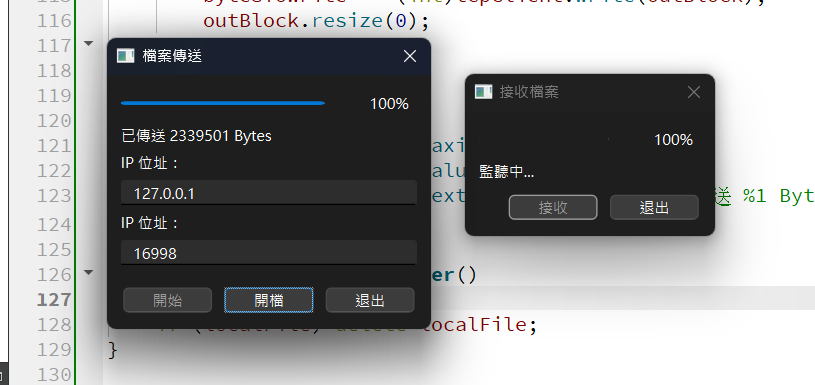 115
116 outBlock.resize(0);
117
118
119
120
121
122
123
124
125
126
127
128 localFile;
129 }
130
檔案傳送
100%
已傳送 2339501 Bytes
IP 位址：
127.0.0.1
IP 位址：
16998
開始 開檔 退出
接收檔案
100%
監聽中...
接收 退出
axi
alu
ext 送 %1 Byt
er()